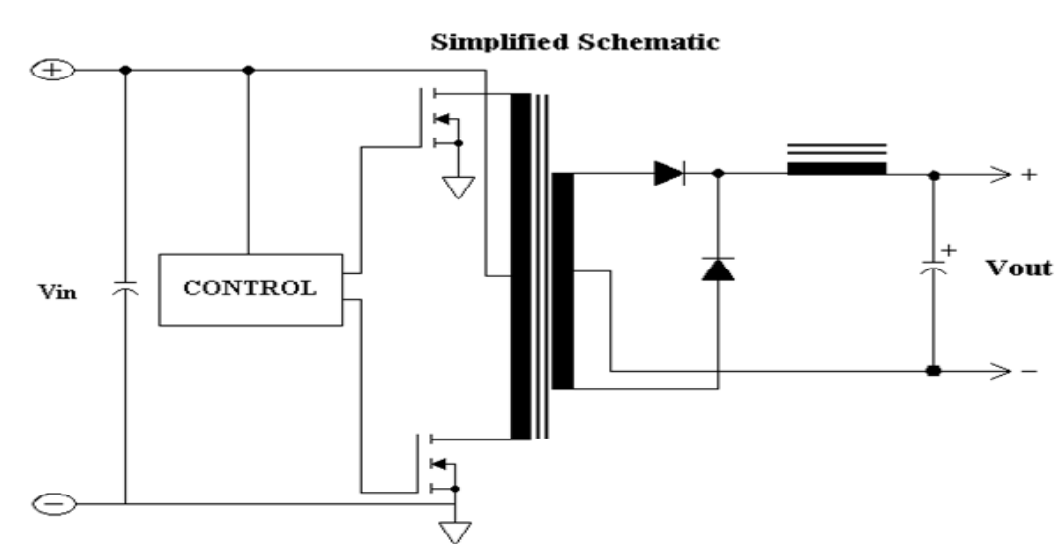 Simplified Schematic
+
Vin
CONTROL
−
+
+
Vout
−